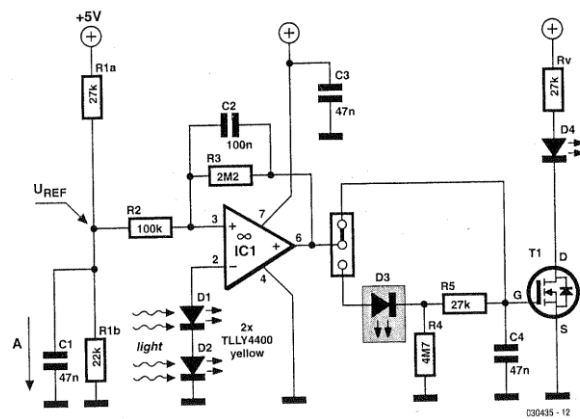 +5V
R1a
27k
UREF
R2
100k
C1
47n
A
R1b
22k
C2
100n
R3
2M2
C3
47n
3
2
7
6
4
+
∞
IC1
+
−
D1
D2
light
2x
TLLY4400
yellow
D3
R5
27k
R4
4M7
C4
47n
Rv
27k
D4
T1
D
G
S
030435 - 12